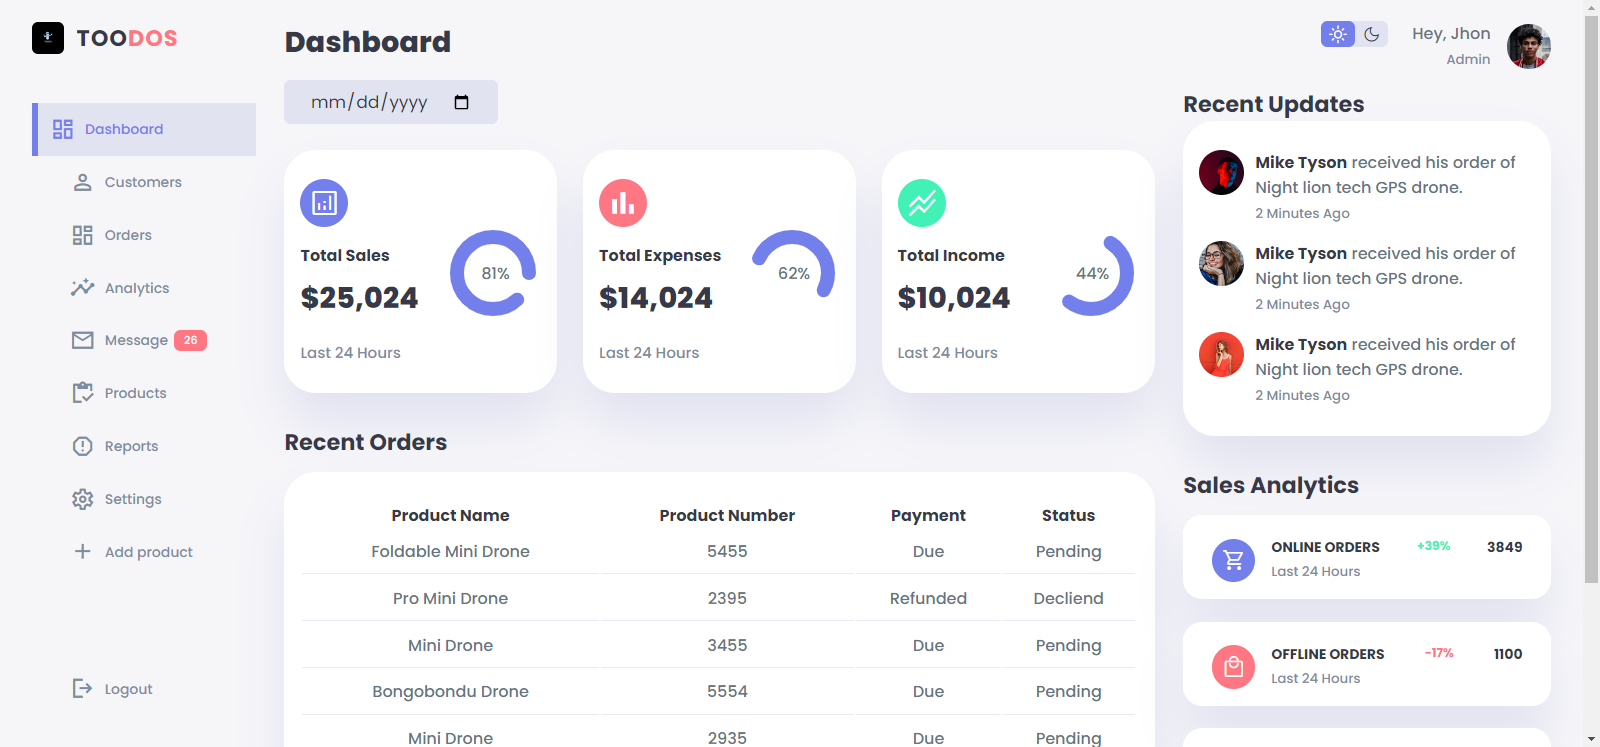 TOODOS
Dashboard
Customers
Orders
Analytics
Message 26
Products
Reports
Settings
Add product
Logout
Dashboard
mm/dd/yyyy
Total Sales
$25,024
81%
Last 24 Hours
Total Expenses
$14,024
62%
Last 24 Hours
Total Income
$10,024
44%
Last 24 Hours
Recent Orders
Product Name Product Number Payment Status
Foldable Mini Drone 5455 Due Pending
Pro Mini Drone 2395 Refunded Decliend
Mini Drone 3455 Due Pending
Bongobondu Drone 5554 Due Pending
Mini Drone 2935 Due Pending
Hey, Jhon
Admin
Recent Updates
Mike Tyson received his order of
Night lion tech GPS drone.
2 Minutes Ago
Mike Tyson received his order of
Night lion tech GPS drone.
2 Minutes Ago
Mike Tyson received his order of
Night lion tech GPS drone.
2 Minutes Ago
Sales Analytics
ONLINE ORDERS +39% 3849
Last 24 Hours
OFFLINE ORDERS -17% 1100
Last 24 Hours